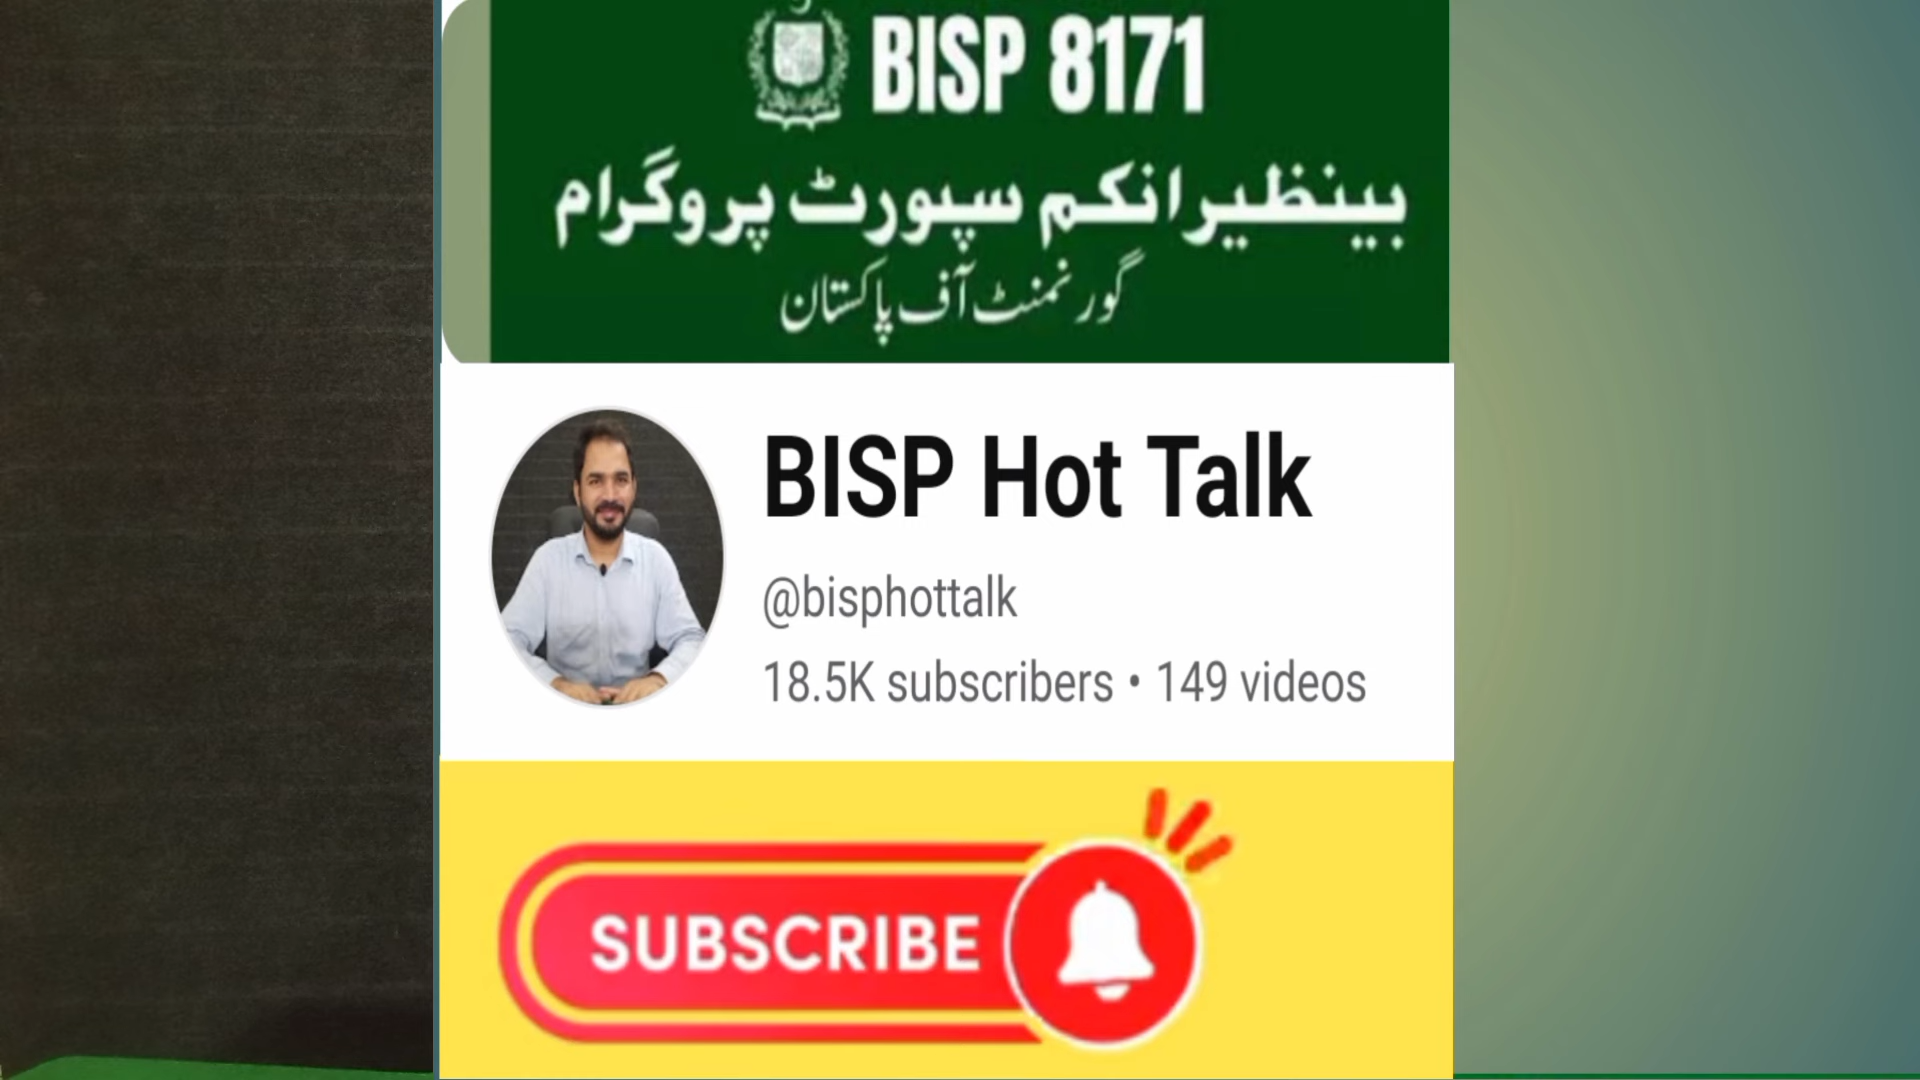 BISP 8171
بینظیر انکم سپورٹ پروگرام
گورنمنٹ آف پاکستان
BISP Hot Talk
@bisphottalk
18.5K subscribers • 149 videos
SUBSCRIBE